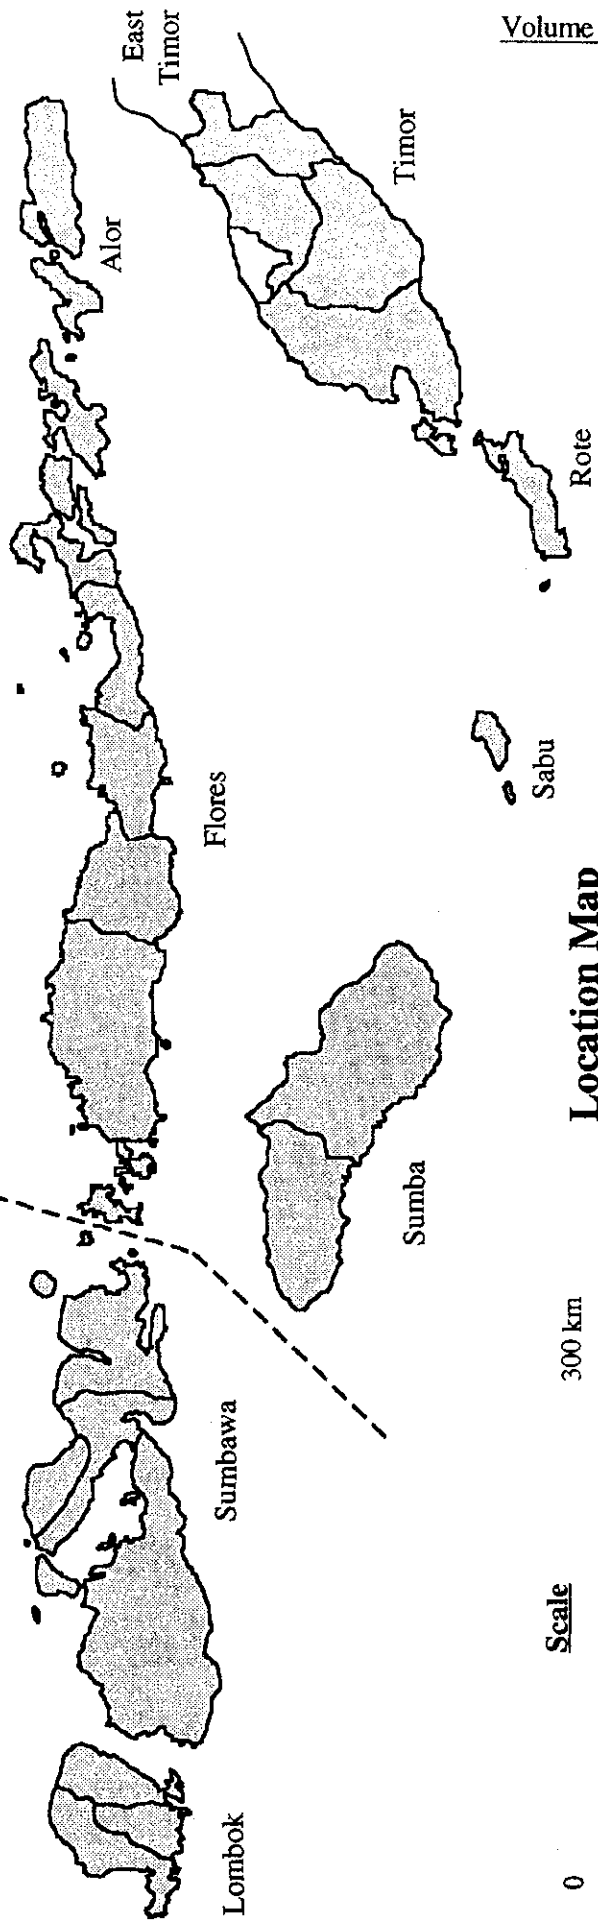 East
Timor
Alor
Timor
Flores
Rote
Sabu
Sumba
Sumbawa
Lombok
Location Map
Scale
0
300 km
Volume